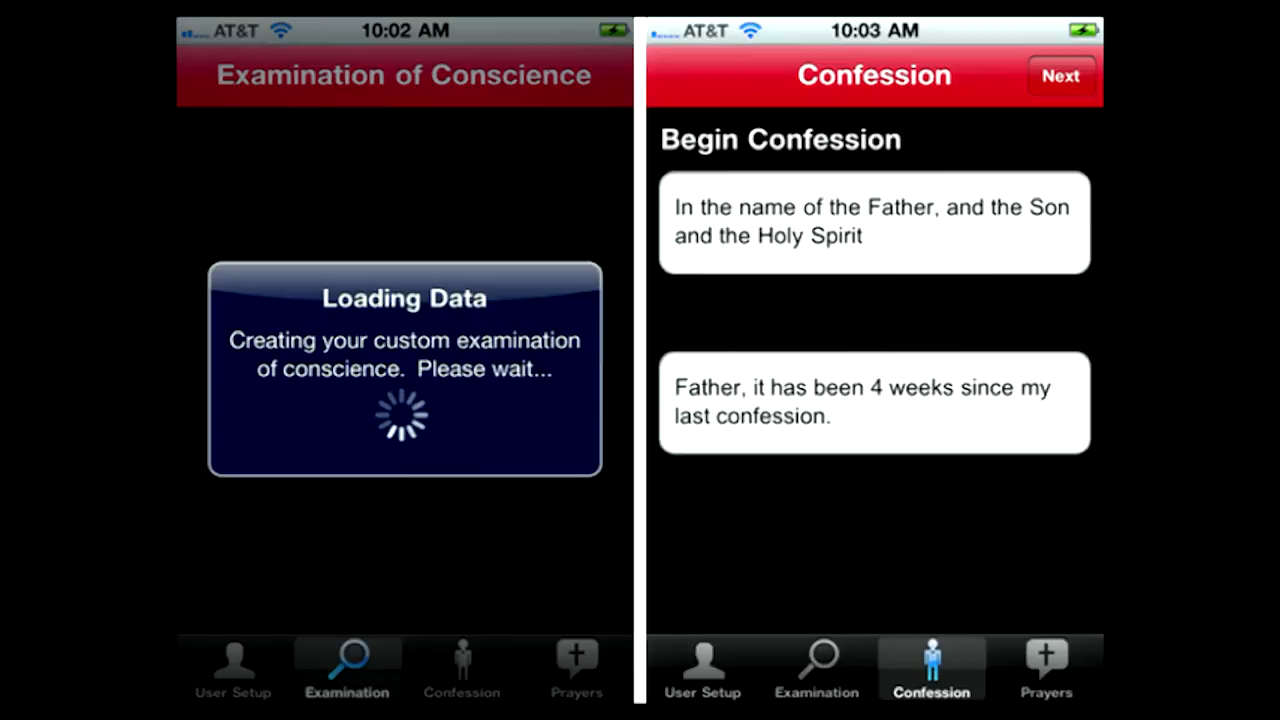 AT&T 10:02 AM
Examination of Conscience
Loading Data
Creating your custom examination
of conscience.  Please wait...
User Setup Examination Confession Prayers
AT&T 10:03 AM
Confession Next
Begin Confession
In the name of the Father, and the Son
and the Holy Spirit
Father, it has been 4 weeks since my
last confession.
User Setup Examination Confession Prayers